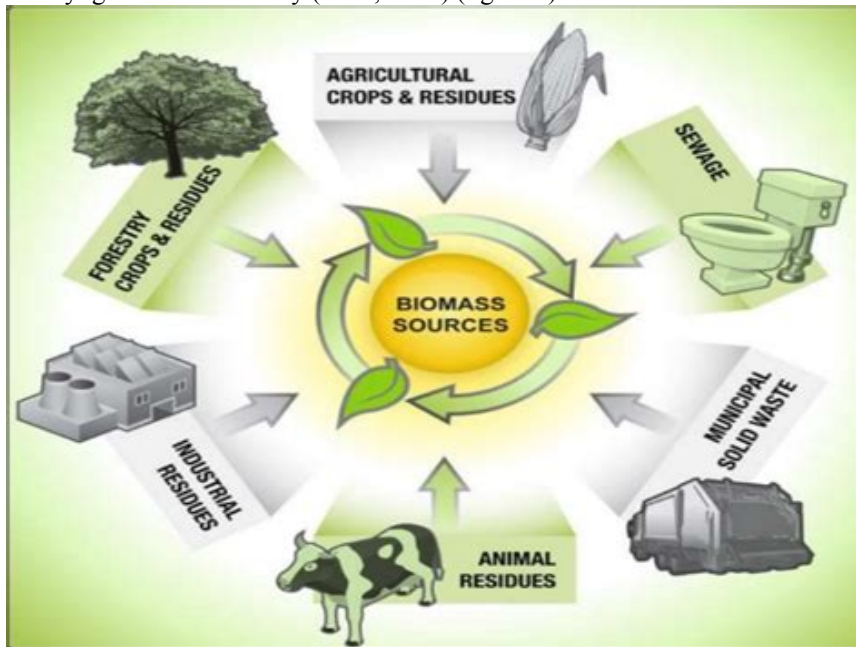 AGRICULTURAL
CROPS & RESIDUES
SEWAGE
FORESTRY
CROPS & RESIDUES
BIOMASS
SOURCES
MUNICIPAL
SOLID WASTE
INDUSTRIAL
RESIDUES
ANIMAL
RESIDUES